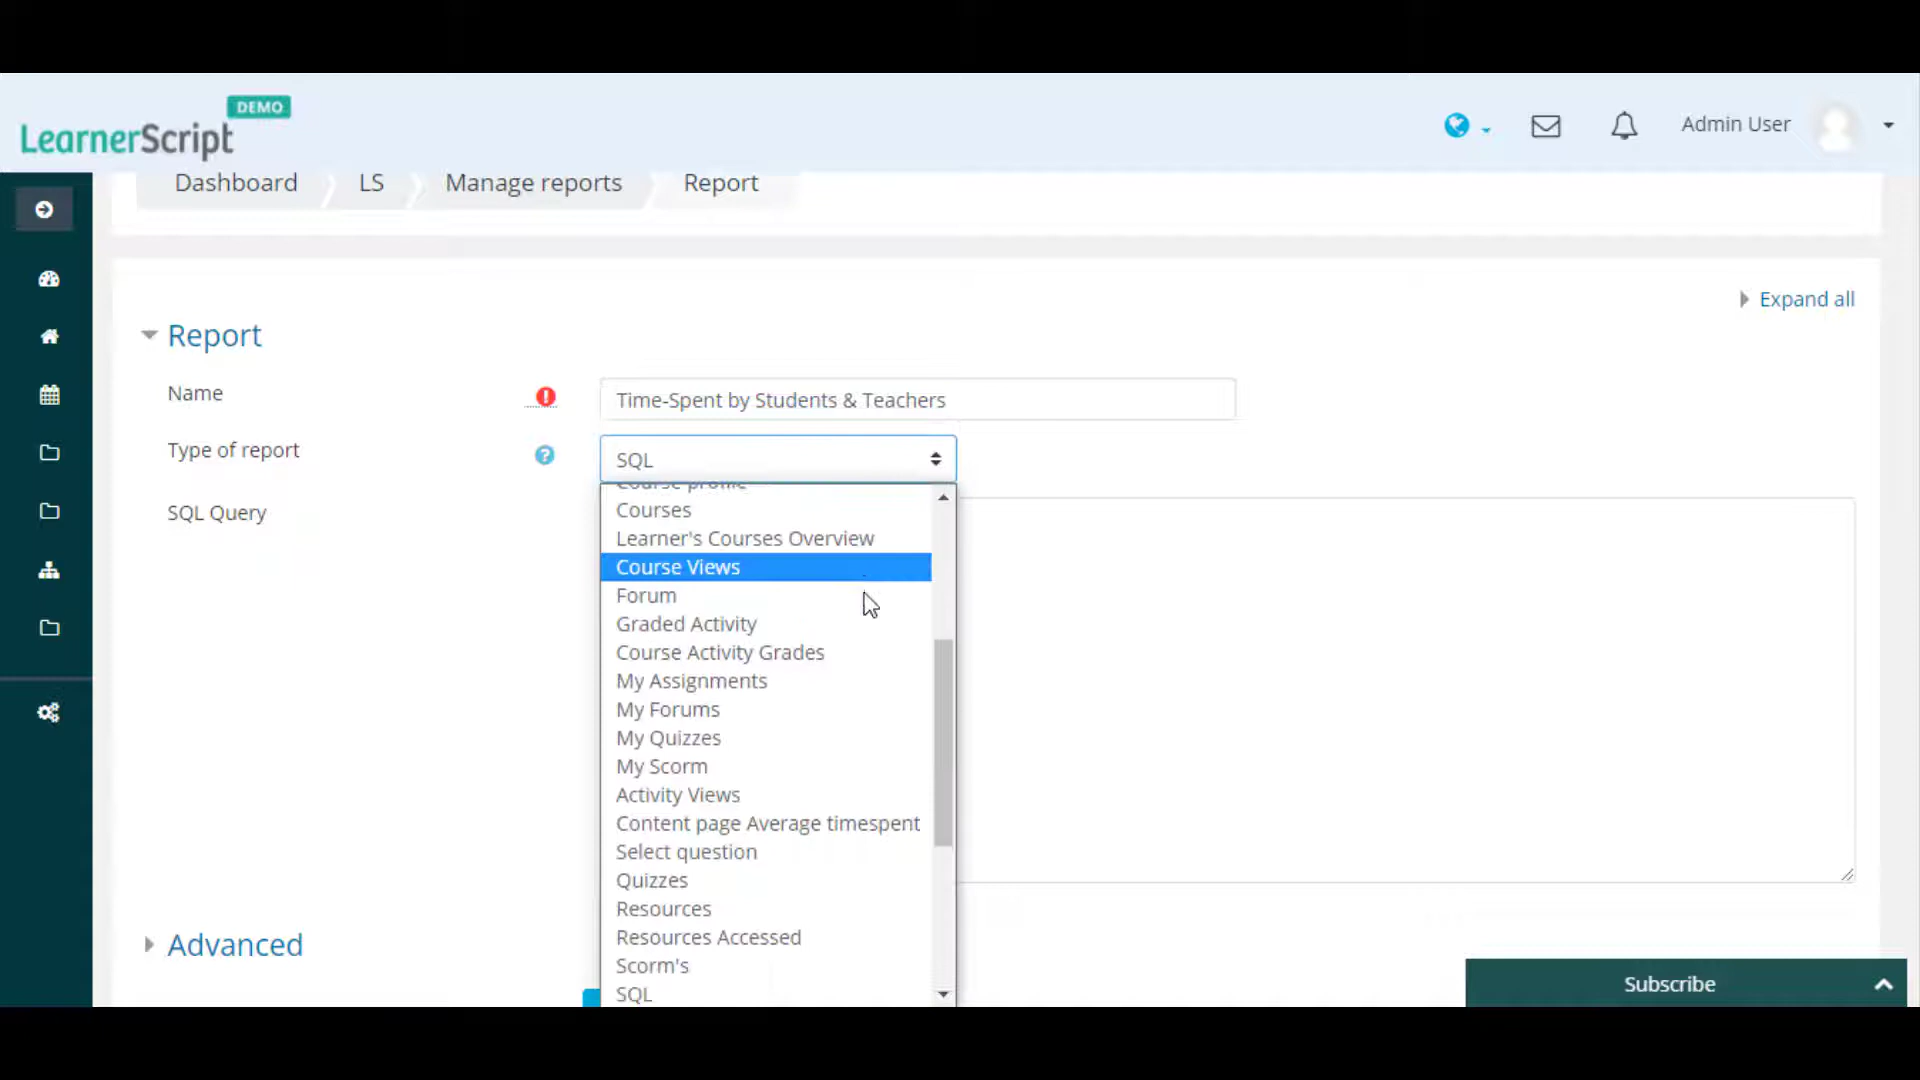 DEMO
LearnerScript
Admin User
Dashboard
LS
Manage reports
Report
Expand all
Report
Name
Time-Spent by Students & Teachers
Type of report
SQL
SQL Query
Course profile
Courses
Learner's Courses Overview
Course Views
Forum
Graded Activity
Course Activity Grades
My Assignments
My Forums
My Quizzes
My Scorm
Activity Views
Content page Average timespent
Select question
Quizzes
Resources
Resources Accessed
Scorm's
SQL
Advanced
Subscribe